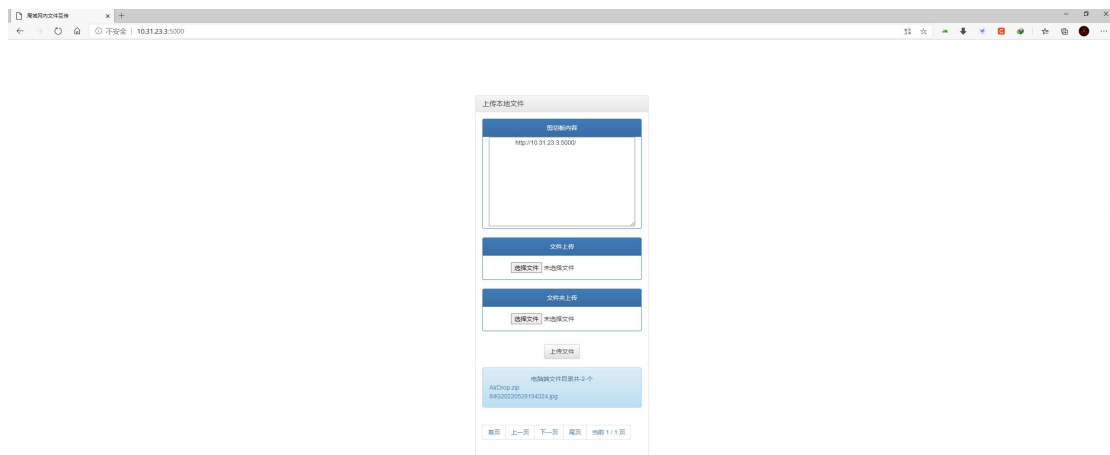 局域网内文件互传
不安全 | 10.31.23.3:5000
上传本地文件
剪切板内容
http://10.31.23.3:5000/
文件上传
选择文件 未选择文件
文件夹上传
选择文件 未选择文件
上传文件
电脑端文件目录共-2-个
AirDrop.zip
IMG20220528194324.jpg
首页 上一页 下一页 尾页 当前 1 / 1 页